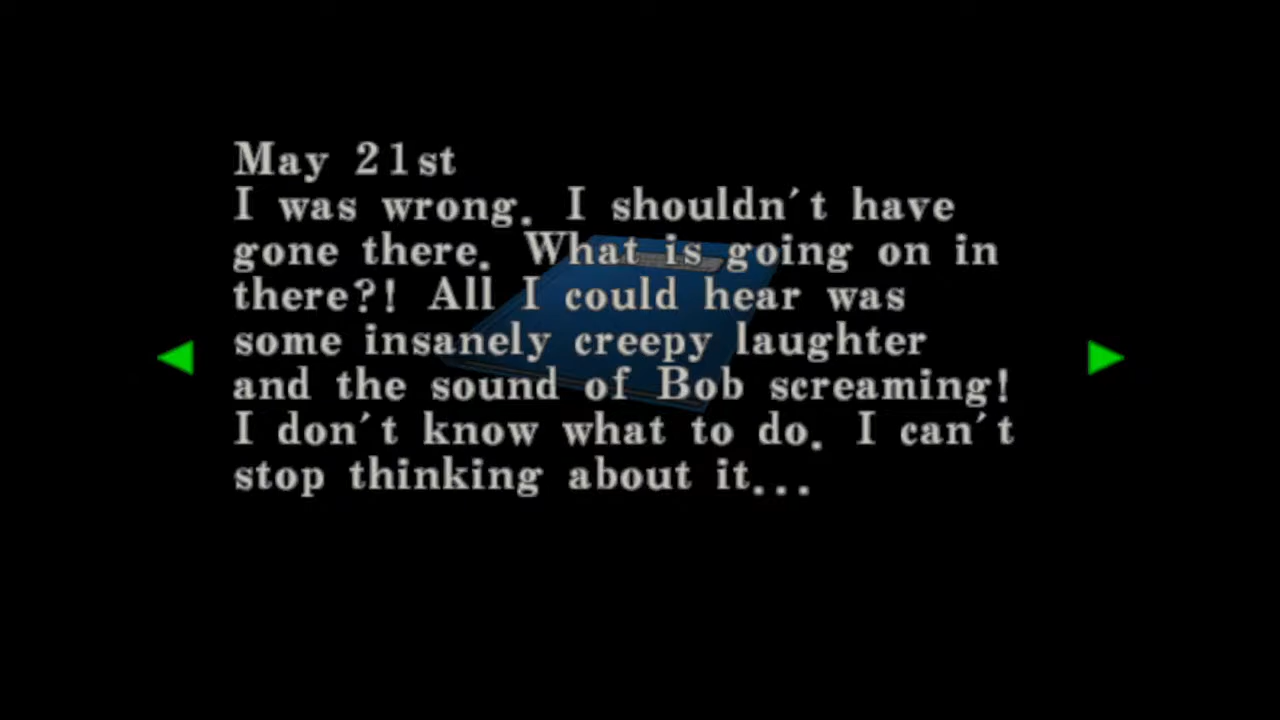 May 21st
I was wrong. I shouldn't have
gone there. What is going on in
there?! All I could hear was
some insanely creepy laughter
and the sound of Bob screaming!
I don't know what to do. I can't
stop thinking about it...